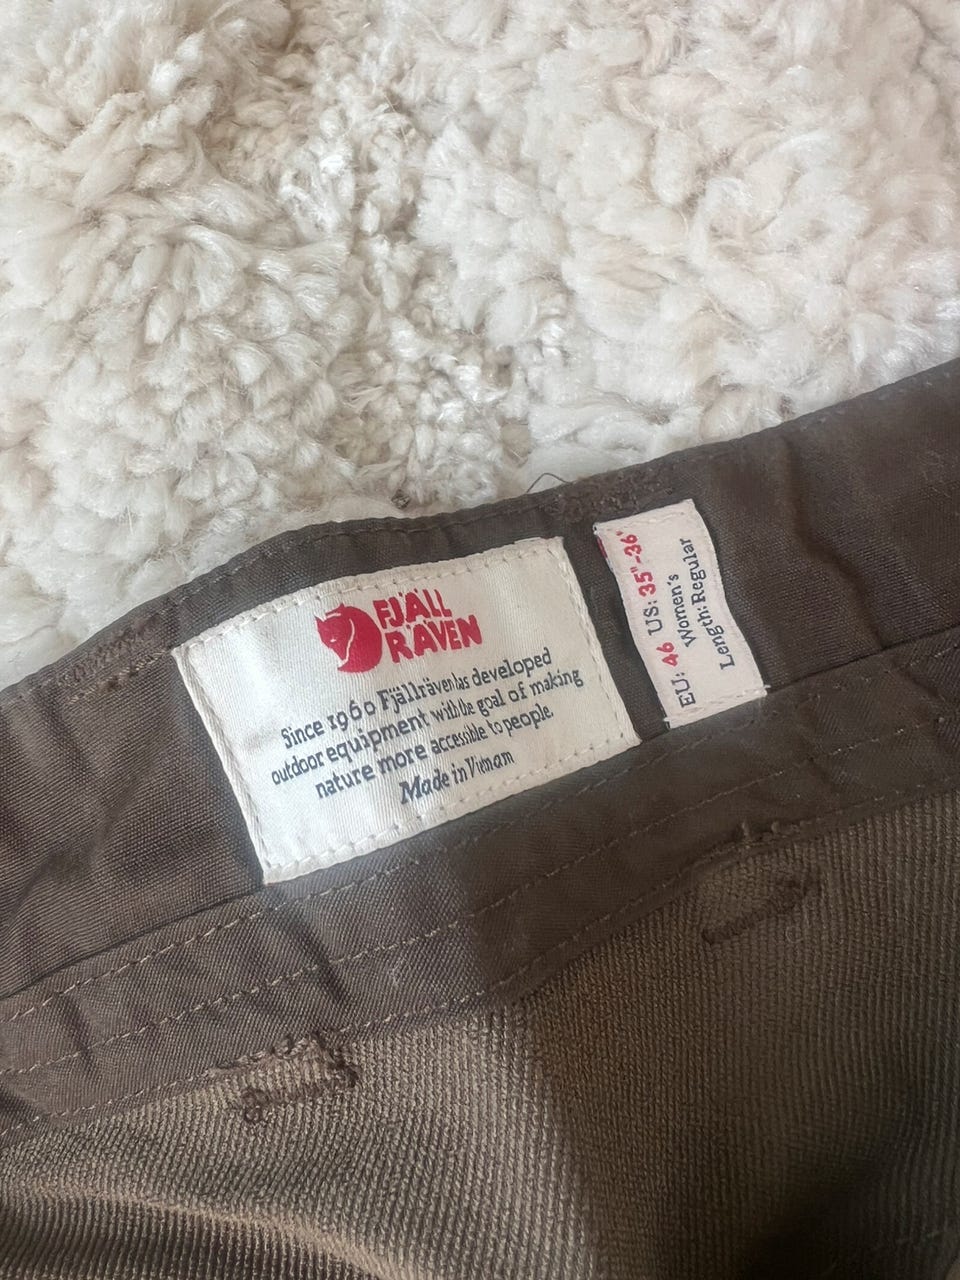 FJÄLL
RÄVEN
Since 1960 Fjällräven has developed
outdoor equipment with the goal of making
nature more accessible to people.
Made in Vietnam
EU: 46 US: 35"-36"
Women's
Length: Regular